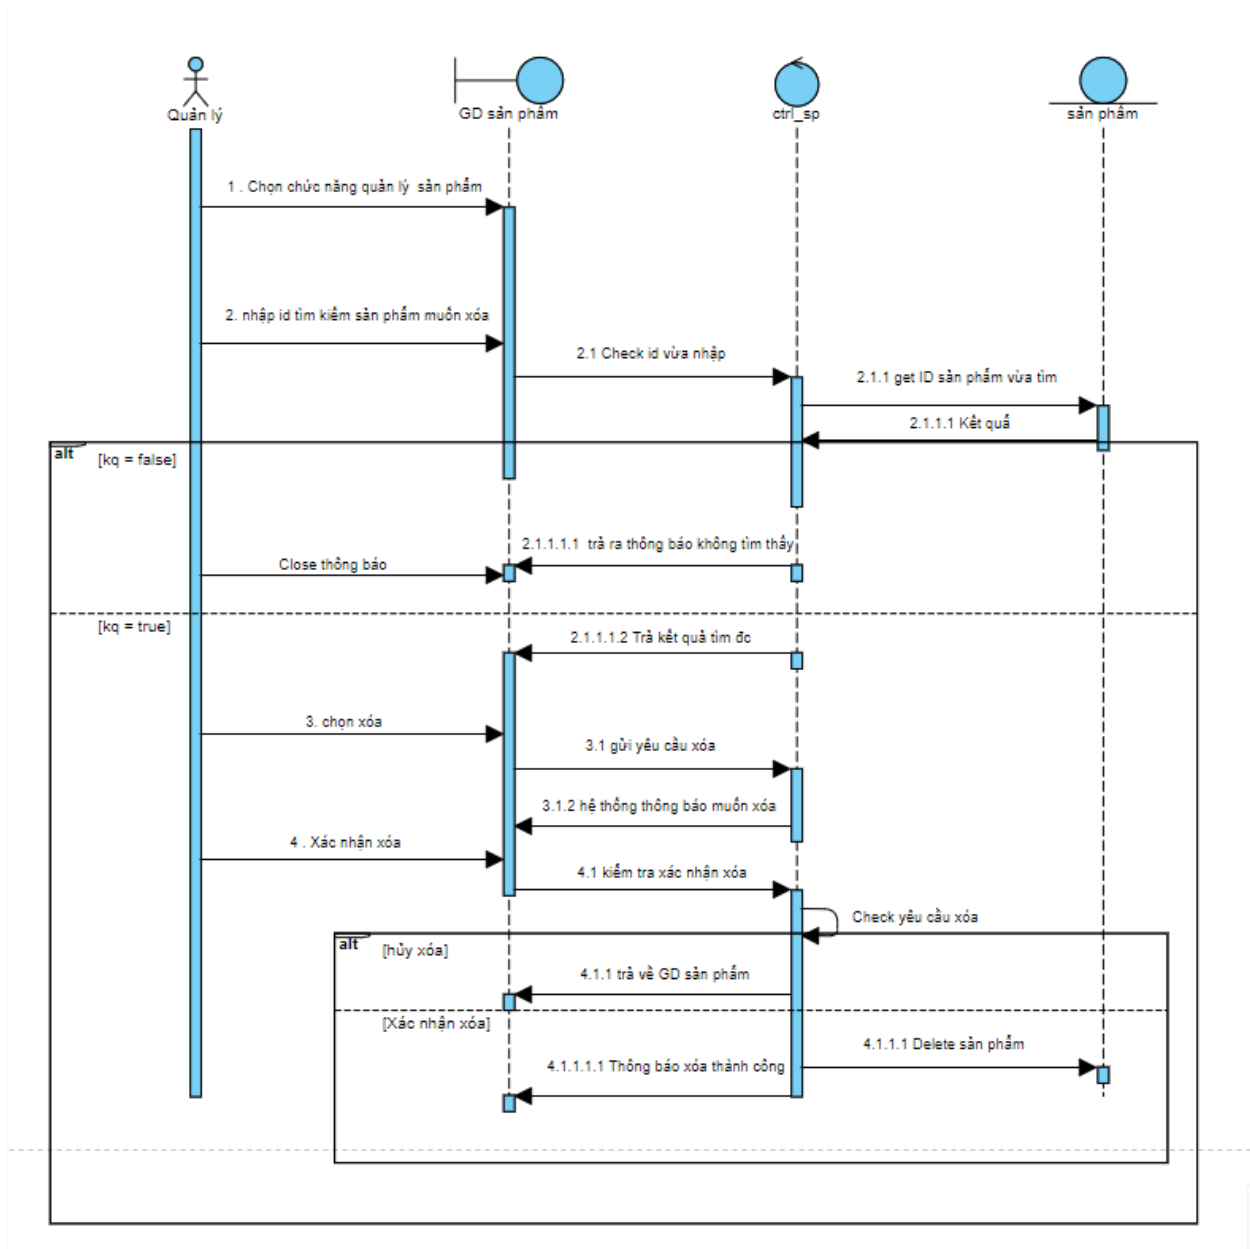 Quản lý
GD sản phẩm
ctrl_sp
sản phẩm
1 . Chọn chức năng quản lý sản phẩm
2. nhập id tìm kiếm sản phẩm muốn xóa
2.1 Check id vừa nhập
2.1.1 get ID sản phẩm vừa tìm
2.1.1.1 Kết quả
alt
[kq = false]
2.1.1.1.1 trả ra thông báo không tìm thấy
Close thông báo
[kq = true]
2.1.1.1.2 Trả kết quả tìm đc
3. chọn xóa
3.1 gửi yêu cầu xóa
3.1.2 hệ thống thông báo muốn xóa
4 . Xác nhận xóa
4.1 kiểm tra xác nhận xóa
Check yêu cầu xóa
alt
[hủy xóa]
4.1.1 trả về GD sản phẩm
[Xác nhận xóa]
4.1.1.1 Delete sản phẩm
4.1.1.1.1 Thông báo xóa thành công